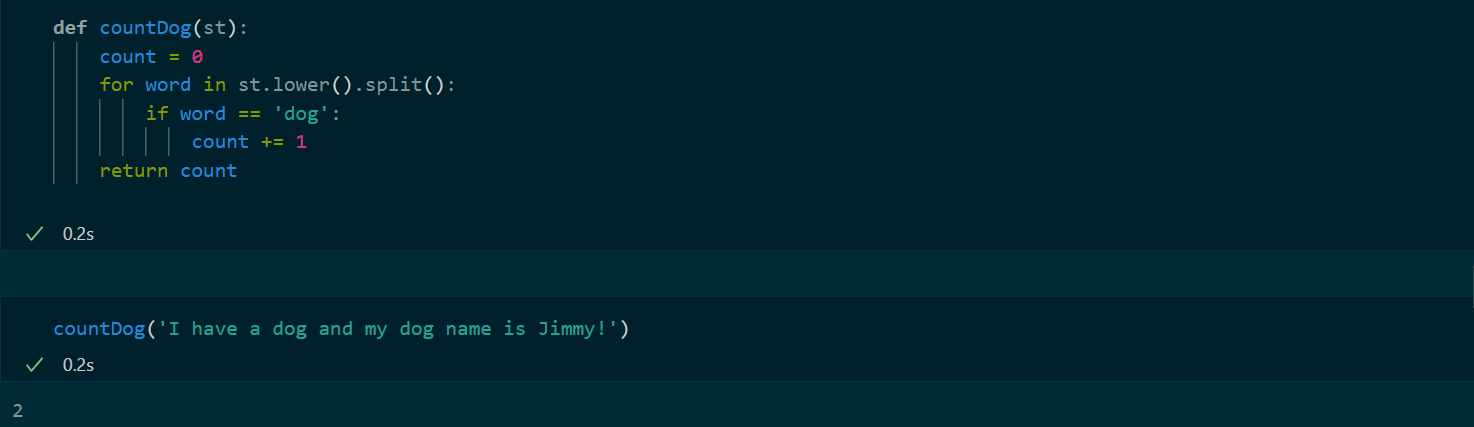 def countDog(st):
    count = 0
    for word in st.lower().split():
        if word == 'dog':
            count += 1
    return count
0.2s
countDog('I have a dog and my dog name is Jimmy!')
0.2s
2